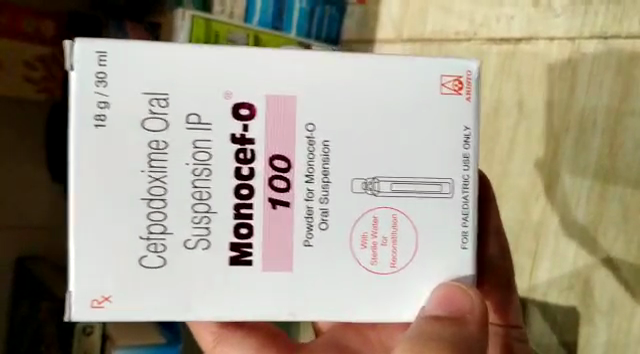 Rx
18 g / 30 ml
Cefpodoxime Oral
Suspension IP
Monocef-O®
100
Powder for Monocef-O
Oral Suspension
With
Sterile Water
for
Reconstitution
ARISTO
FOR PAEDIATRIC USE ONLY